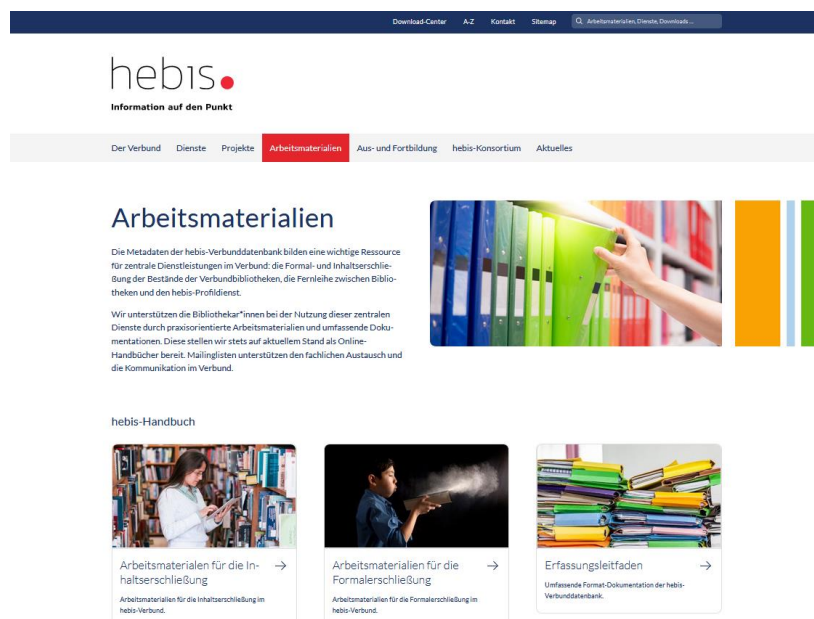 Download-Center A-Z Kontakt Sitemap Arbeitsmaterialien, Dienste, Downloads ...
hebis.
Information auf den Punkt
Der Verbund Dienste Projekte Arbeitsmaterialien Aus- und Fortbildung hebis-Konsortium Aktuelles
Arbeitsmaterialien
Die Metadaten der hebis-Verbunddatenbank bilden eine wichtige Ressource
für zentrale Dienstleistungen im Verbund: die Formal- und Inhaltserschlie-
ßung der Bestände der Verbundbibliotheken, die Fernleihe zwischen Biblio-
theken und den hebis-Profildienst.
Wir unterstützen die Bibliothekar*innen bei der Nutzung dieser zentralen
Dienste durch praxisorientierte Arbeitsmaterialien und umfassende Doku-
mentationen. Diese stellen wir stets auf aktuellem Stand als Online-
Handbücher bereit. Mailinglisten unterstützen den fachlichen Austausch und
die Kommunikation im Verbund.
hebis-Handbuch
Arbeitsmaterialen für die In-
haltserschließung
Arbeitsmaterialien für die Inhaltserschließung im
hebis-Verbund.
Arbeitsmaterialien für die
Formalerschließung
Arbeitsmaterialien für die Formalerschließung im
hebis-Verbund.
Erfassungsleitfaden
Umfassende Format-Dokumentation der hebis-
Verbunddatenbank.